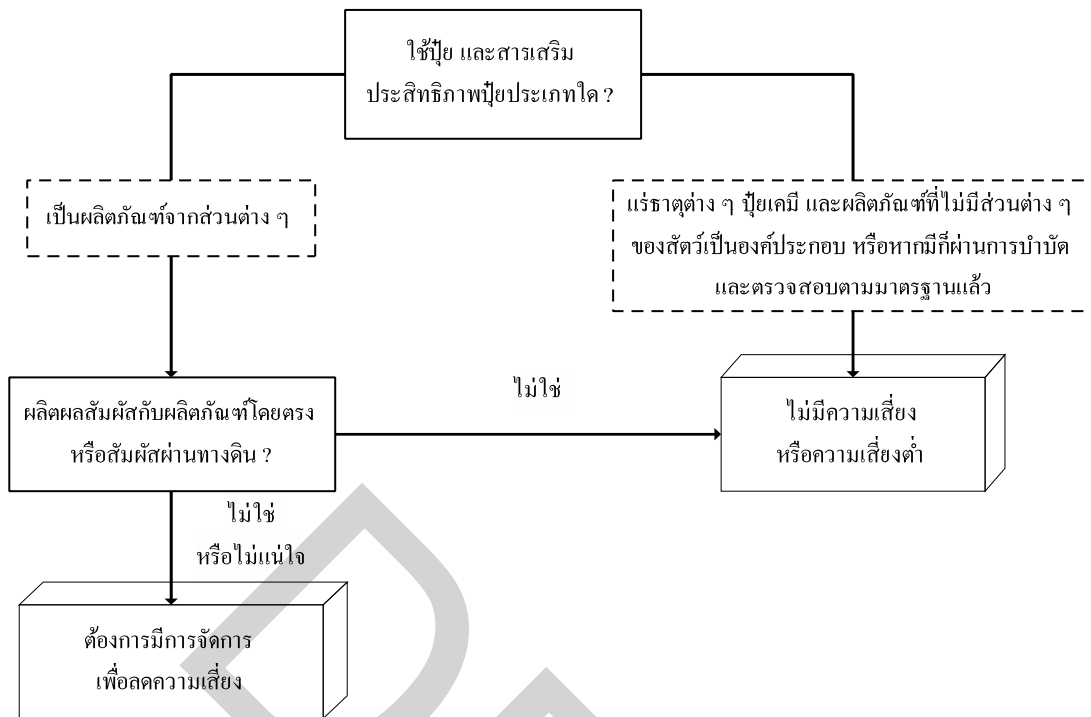 ใช้ปุ๋ย และสารเสริม
ประสิทธิภาพปุ๋ยประเภทใด ?
เป็นผลิตภัณฑ์จากส่วนต่าง ๆ
แร่ธาตุต่าง ๆ ปุ๋ยเคมี และผลิตภัณฑ์ที่ไม่มีส่วนต่าง ๆ
ของสัตว์เป็นองค์ประกอบ หรือหากมีก็ผ่านการบำบัด
และตรวจสอบตามมาตรฐานแล้ว
ผลิตผลสัมผัสกับผลิตภัณฑ์โดยตรง
หรือสัมผัสผ่านทางดิน ?
ไม่ใช่
ไม่มีความเสี่ยง
หรือความเสี่ยงต่ำ
ไม่ใช่
หรือไม่แน่ใจ
ต้องการมีการจัดการ
เพื่อลดความเสี่ยง